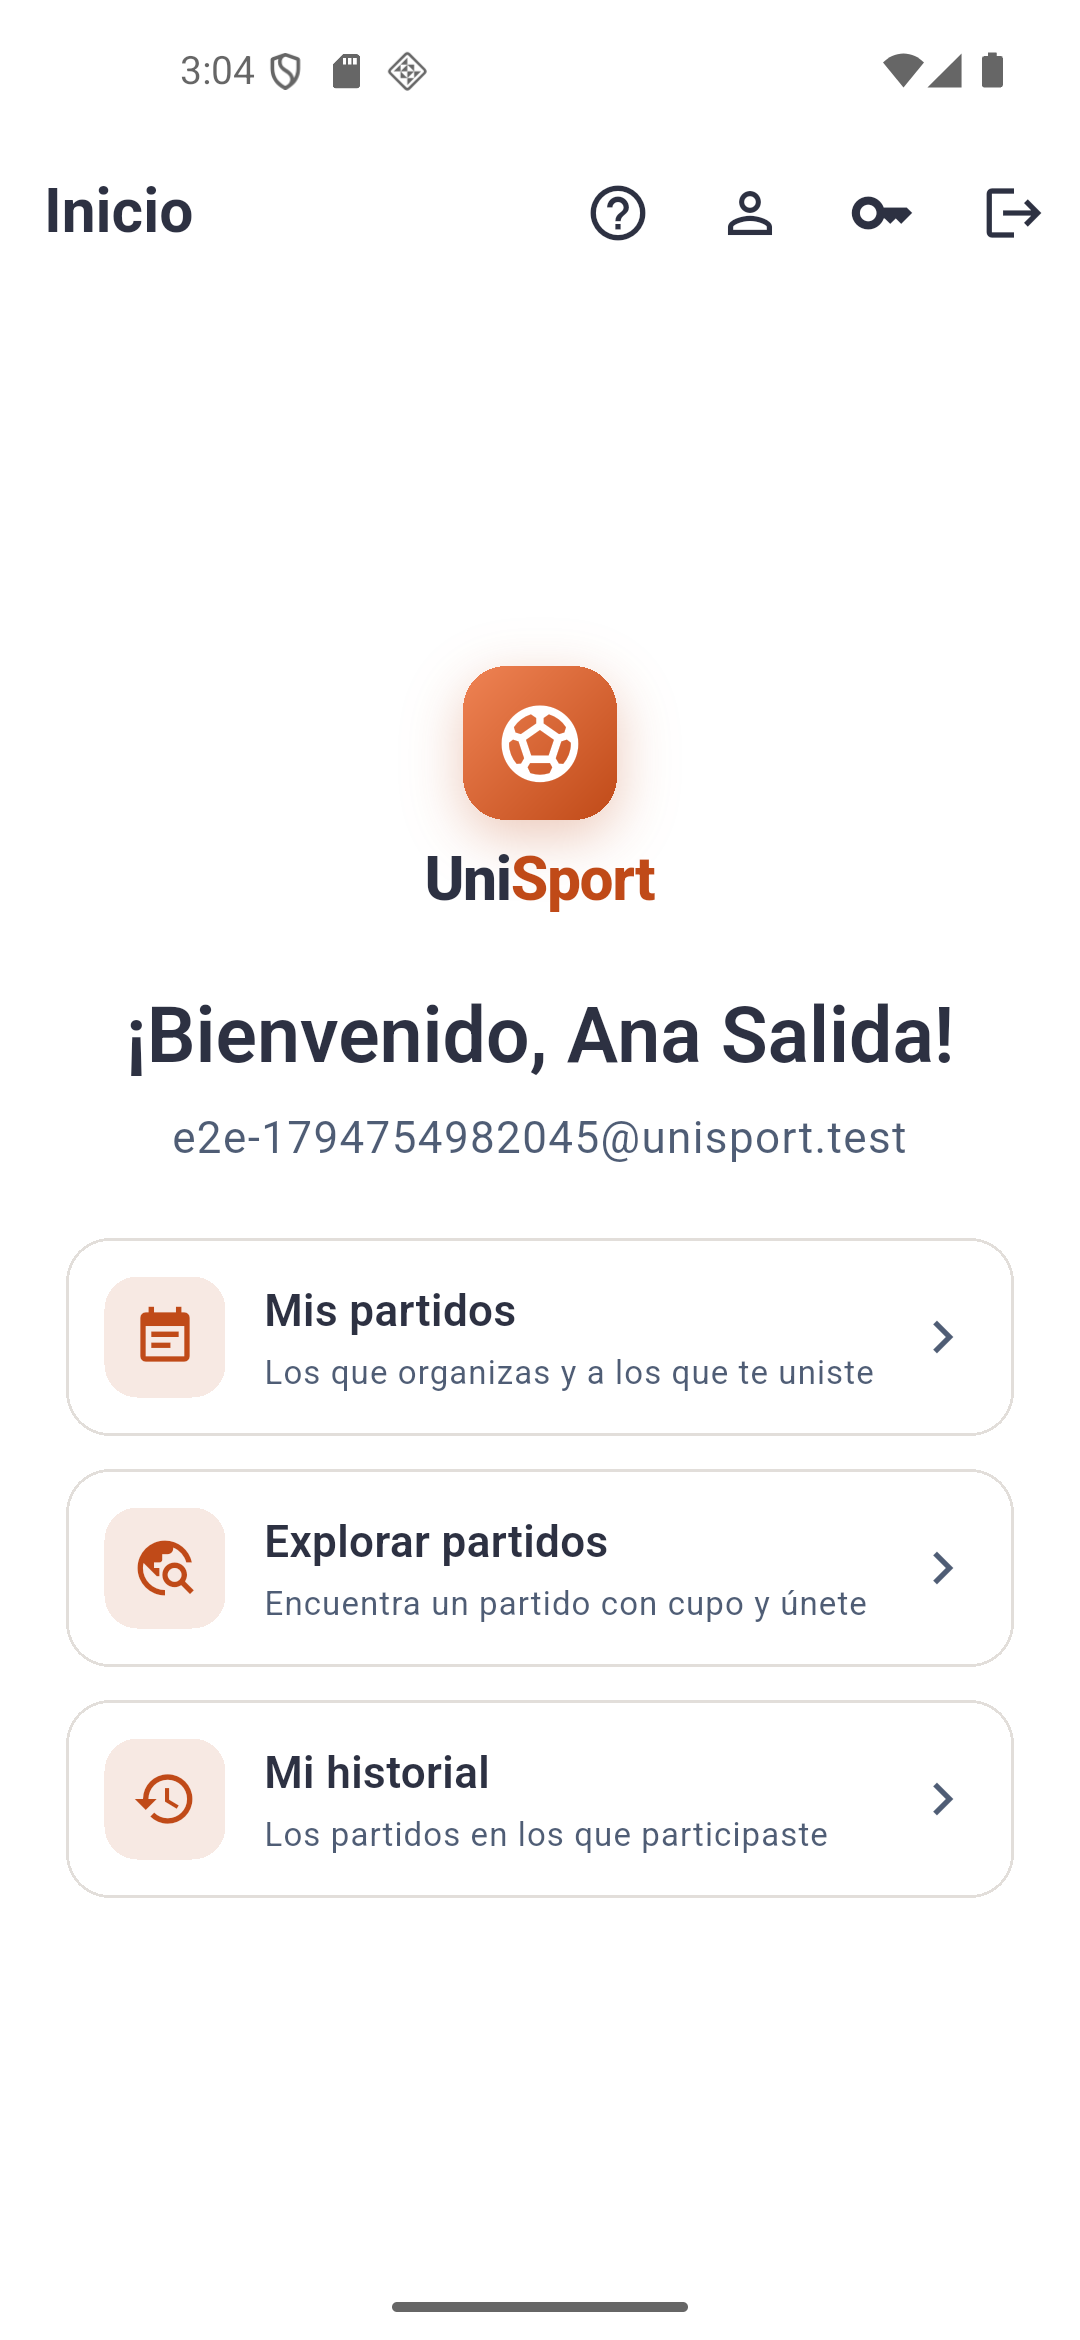 3:04
Inicio
UniSport
¡Bienvenido, Ana Salida!
e2e-1794754982045@unisport.test
Mis partidos
Los que organizas y a los que te uniste
Explorar partidos
Encuentra un partido con cupo y únete
Mi historial
Los partidos en los que participaste